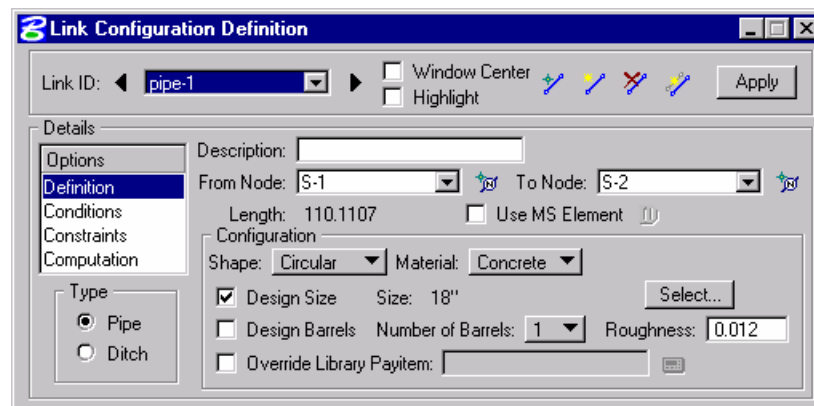 Link Configuration Definition
Link ID: pipe-1 Window Center Apply
Highlight
Details
Options Description:
Definition From Node: S-1 To Node: S-2
Conditions Length: 110.1107 Use MS Element
Constraints Configuration
Computation Shape: Circular Material: Concrete
Type Design Size Size: 18" Select...
Pipe Design Barrels Number of Barrels: 1 Roughness: 0.012
Ditch Override Library Payitem: